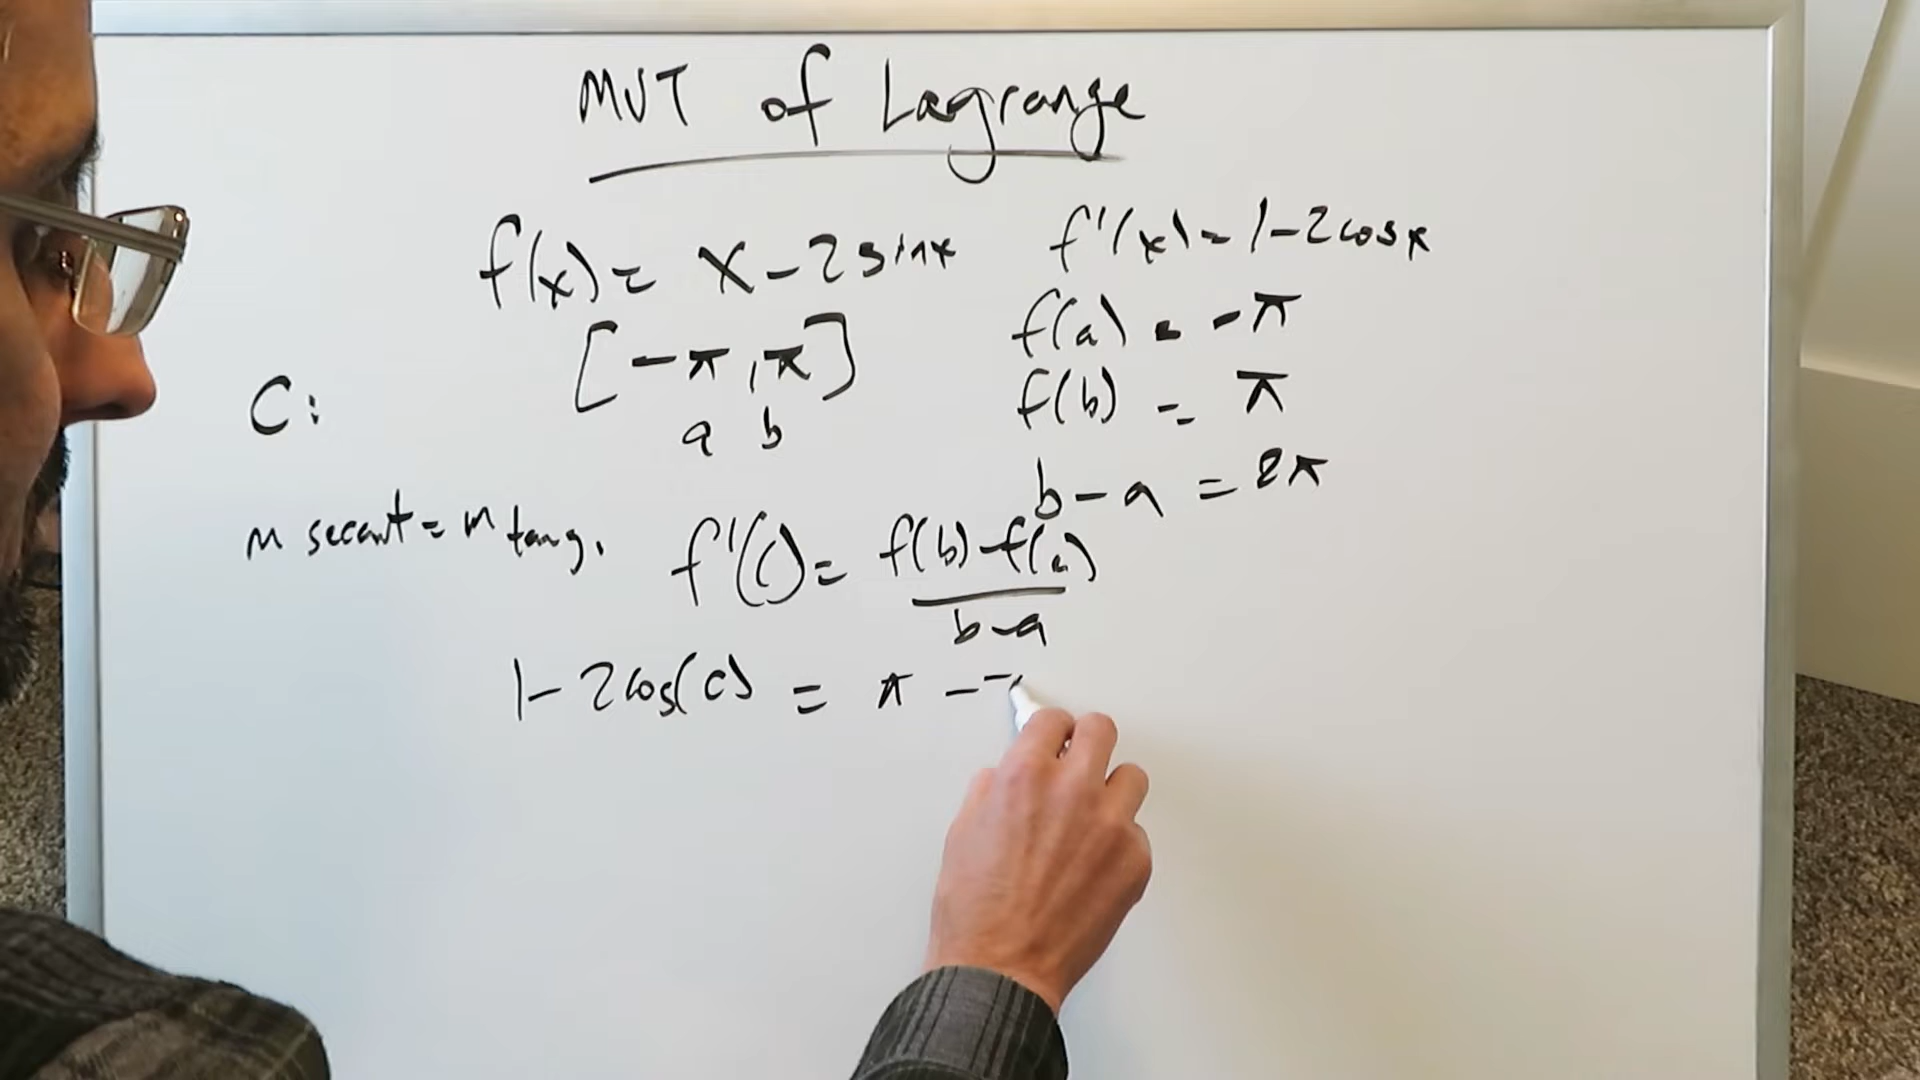 MVT of Lagrange
f(x) = x - 2sinx
f'(x) = 1 - 2cosx
[-π, π]
a b
f(a) = -π
f(b) = π
b - a = 2π
C:
m secant = m tang.
f'(c) = f(b) - f(a)
b - a
1 - 2cos(c) = π - -